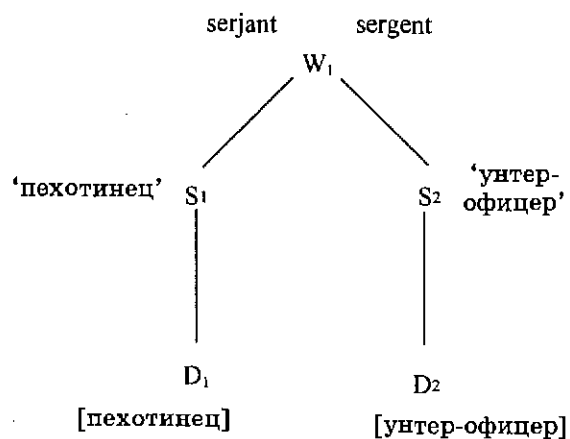 serjant sergent
W₁
‘пехотинец’ S₁ S₂ ‘унтер-
офицер’
D₁ D₂
[пехотинец] [унтер-офицер]